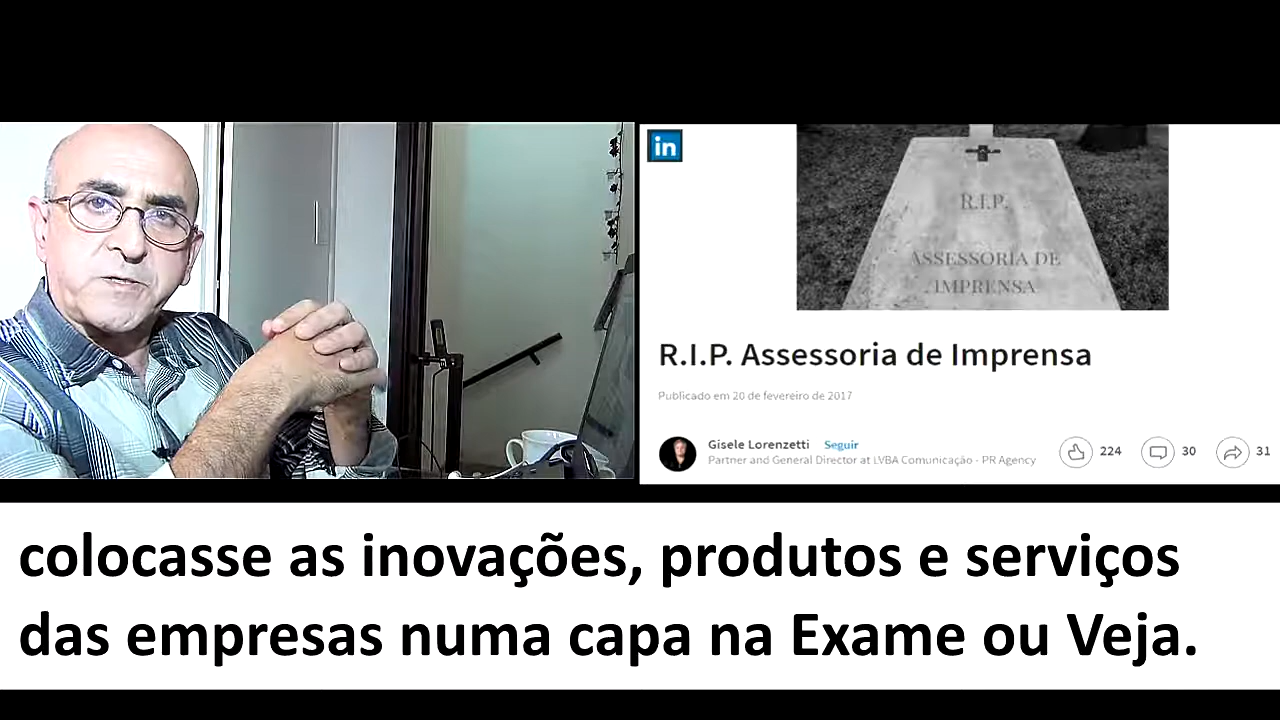 in
R.I.P.
ASSESSORIA DE
IMPRENSA
R.I.P. Assessoria de Imprensa
Publicado em 20 de fevereiro de 2017
Gisele Lorenzetti Seguir
Partner and General Director at LVBA Comunicação - PR Agency
224 30 31
colocasse as inovações, produtos e serviços
das empresas numa capa na Exame ou Veja.